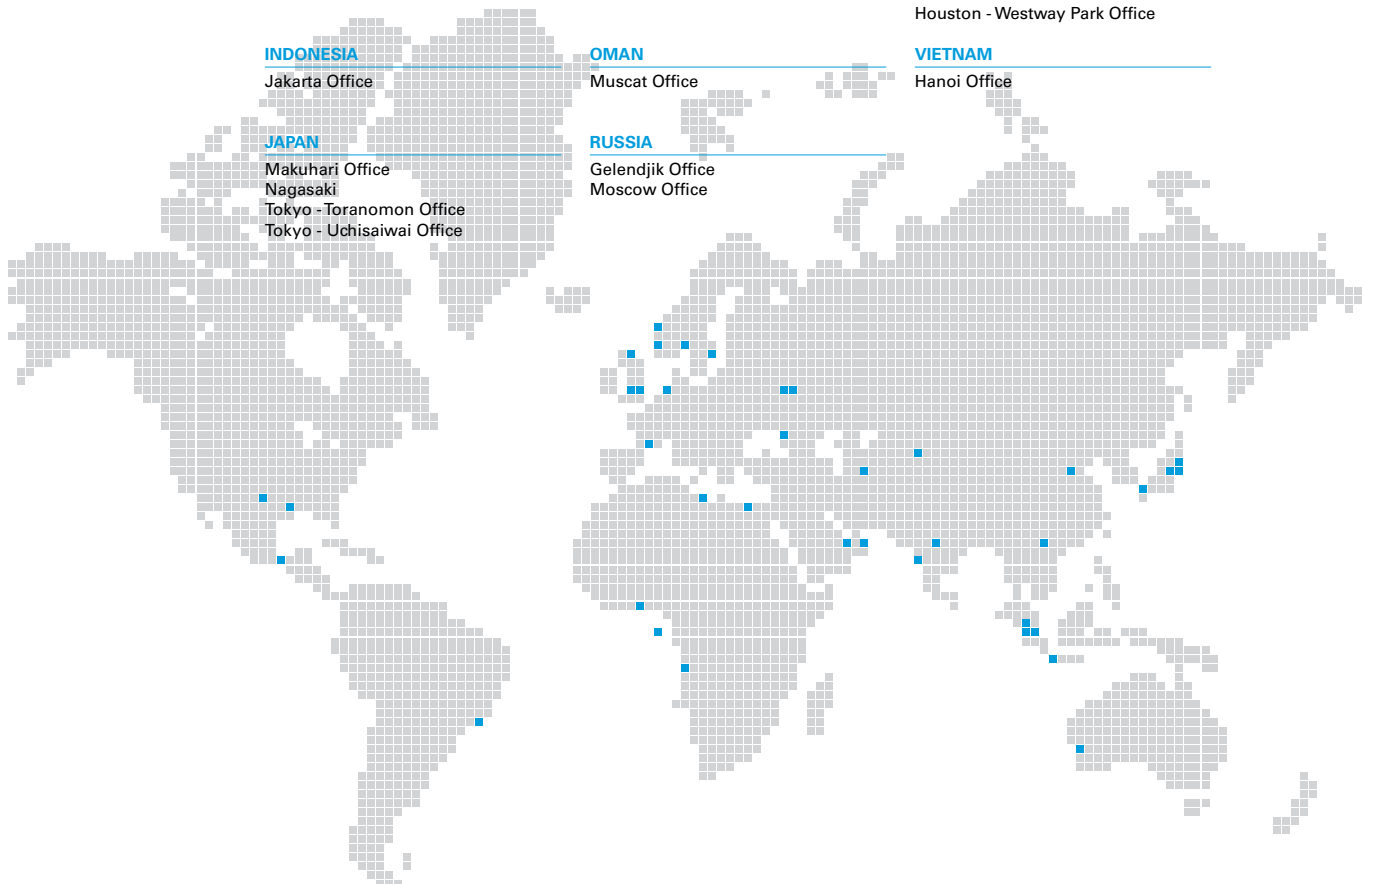 Houston - Westway Park Office
INDONESIA
Jakarta Office
OMAN
Muscat Office
VIETNAM
Hanoi Office
JAPAN
Makuhari Office
Nagasaki
Tokyo - Toranomon Office
Tokyo - Uchisaiwai Office
RUSSIA
Gelendjik Office
Moscow Office